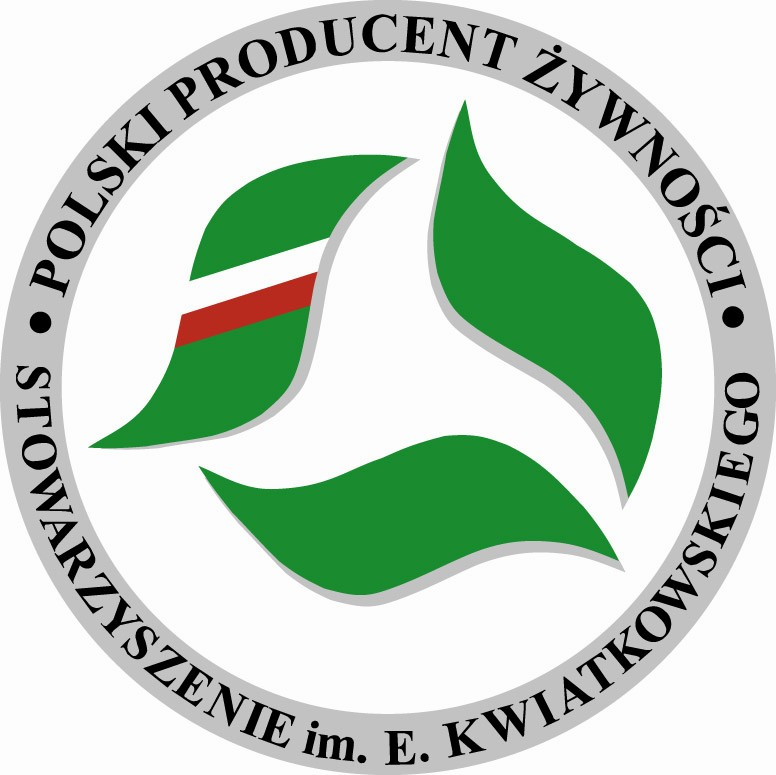 POLSKI PRODUCENT ŻYWNOŚCI
STOWARZYSZENIE im. E. KWIATKOWSKIEGO